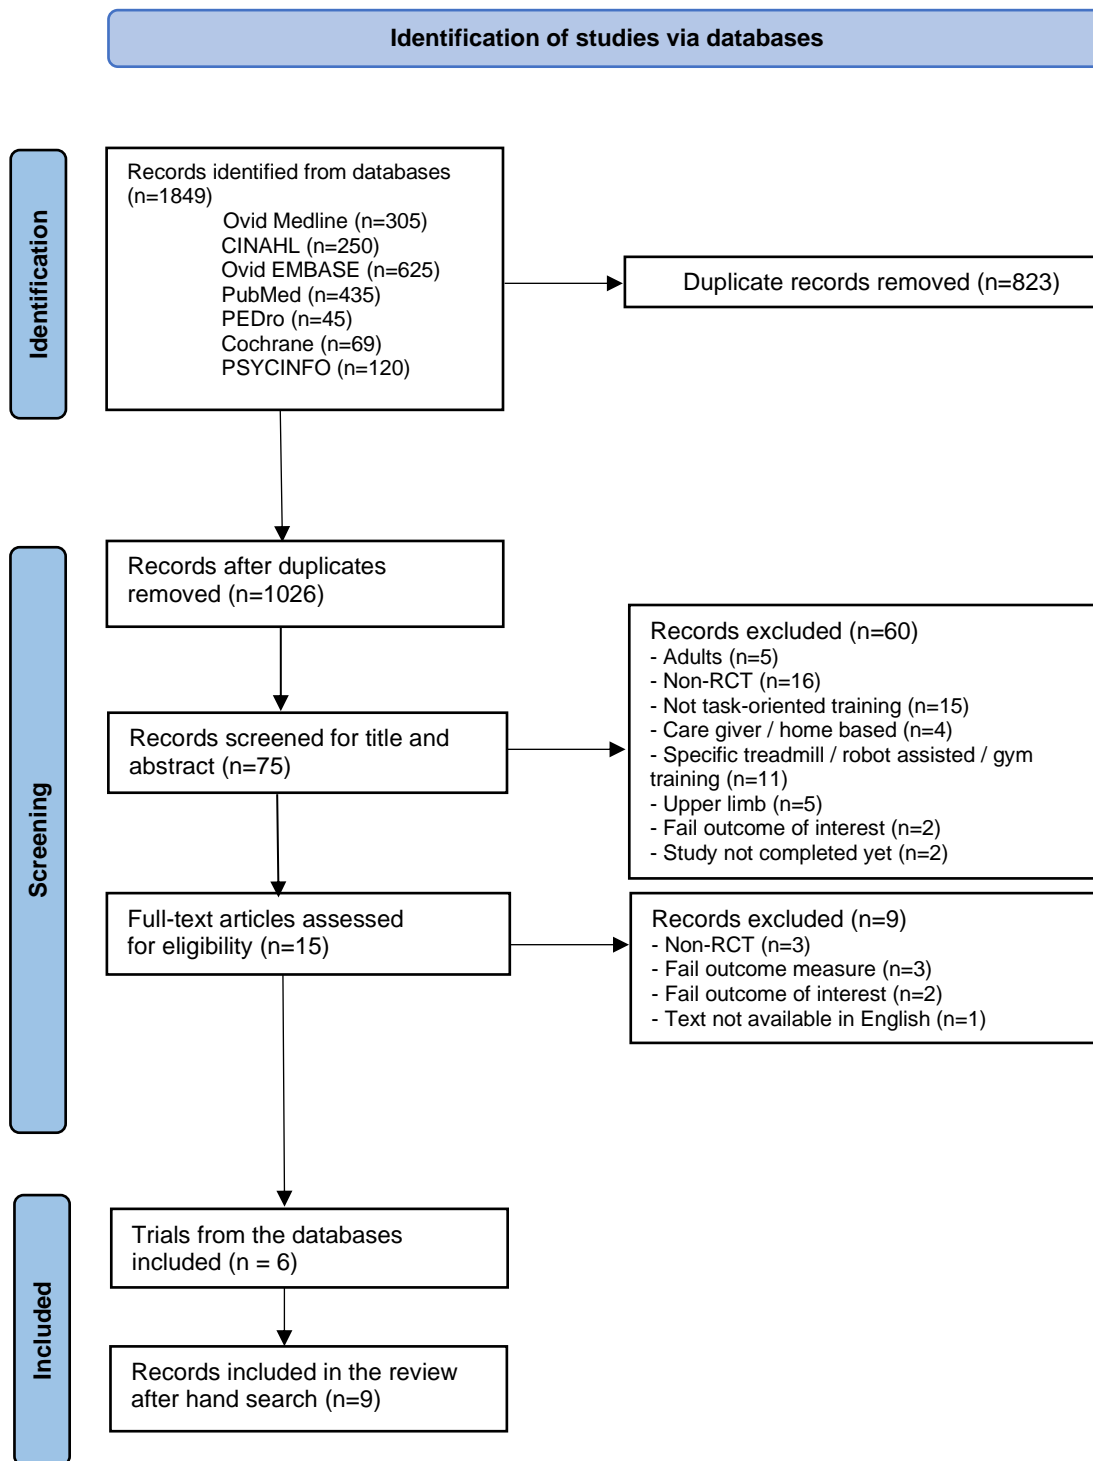 Identification of studies via databases
Identification
Records identified from databases
(n=1849)
Ovid Medline (n=305)
CINAHL (n=250)
Ovid EMBASE (n=625)
PubMed (n=435)
PEDro (n=45)
Cochrane (n=69)
PSYCINFO (n=120)
Duplicate records removed (n=823)
Screening
Records after duplicates
removed (n=1026)
Records screened for title and
abstract (n=75)
Records excluded (n=60)
- Adults (n=5)
- Non-RCT (n=16)
- Not task-oriented training (n=15)
- Care giver / home based (n=4)
- Specific treadmill / robot assisted / gym
training (n=11)
- Upper limb (n=5)
- Fail outcome of interest (n=2)
- Study not completed yet (n=2)
Full-text articles assessed
for eligibility (n=15)
Records excluded (n=9)
- Non-RCT (n=3)
- Fail outcome measure (n=3)
- Fail outcome of interest (n=2)
- Text not available in English (n=1)
Included
Trials from the databases
included (n = 6)
Records included in the review
after hand search (n=9)